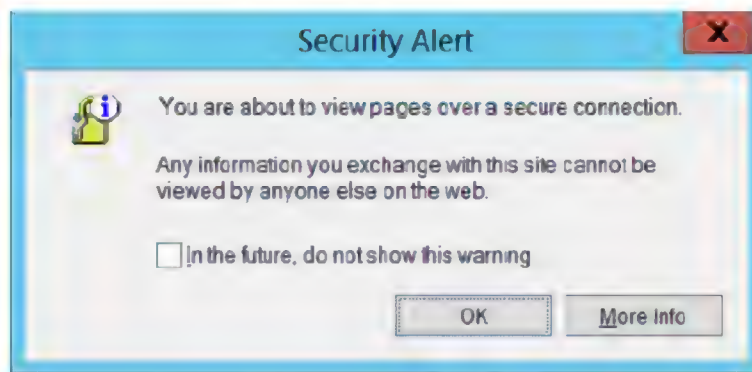 Security Alert
X
You are about to view pages over a secure connection.
Any information you exchange with this site cannot be
viewed by anyone else on the web.
In the future, do not show this warning
OK
More Info